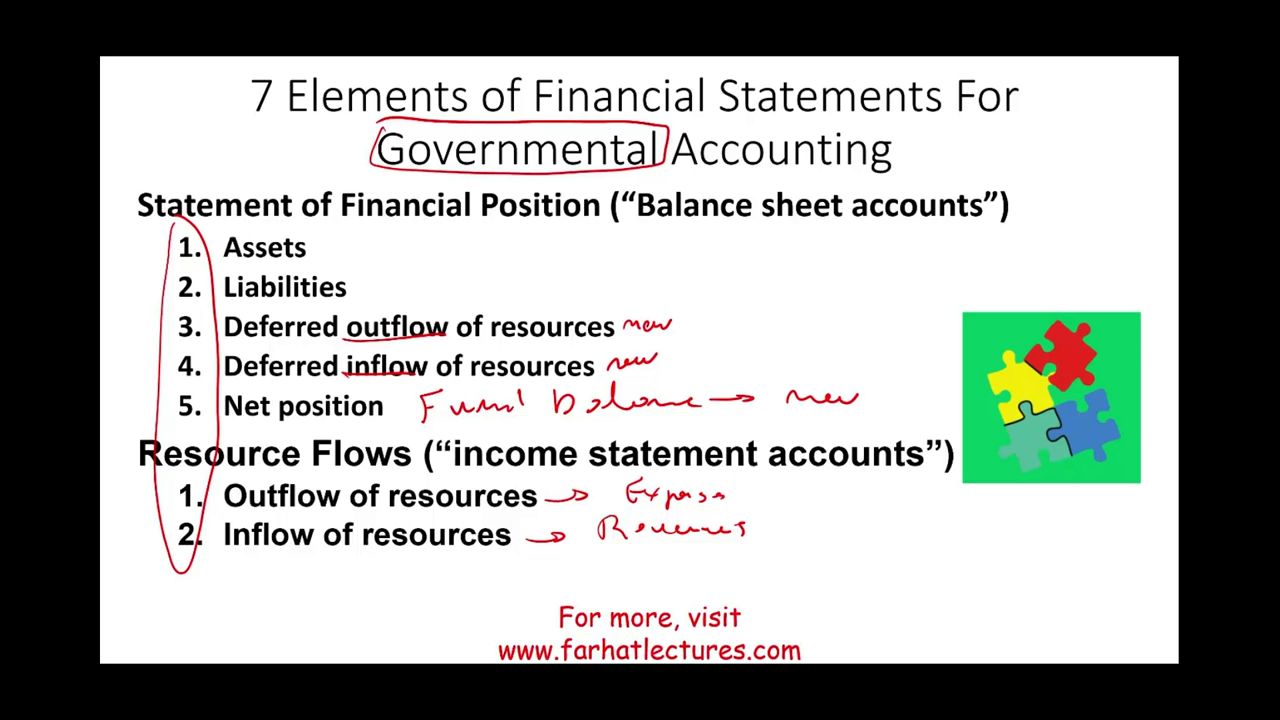 7 Elements of Financial Statements For
Governmental Accounting
Statement of Financial Position (“Balance sheet accounts”)
1. Assets
2. Liabilities
3. Deferred outflow of resources new
4. Deferred inflow of resources new
5. Net position Fund balance → new
Resource Flows (“income statement accounts”)
1. Outflow of resources →
2. Inflow of resources → Revenues
For more, visit
www.farhatlectures.com